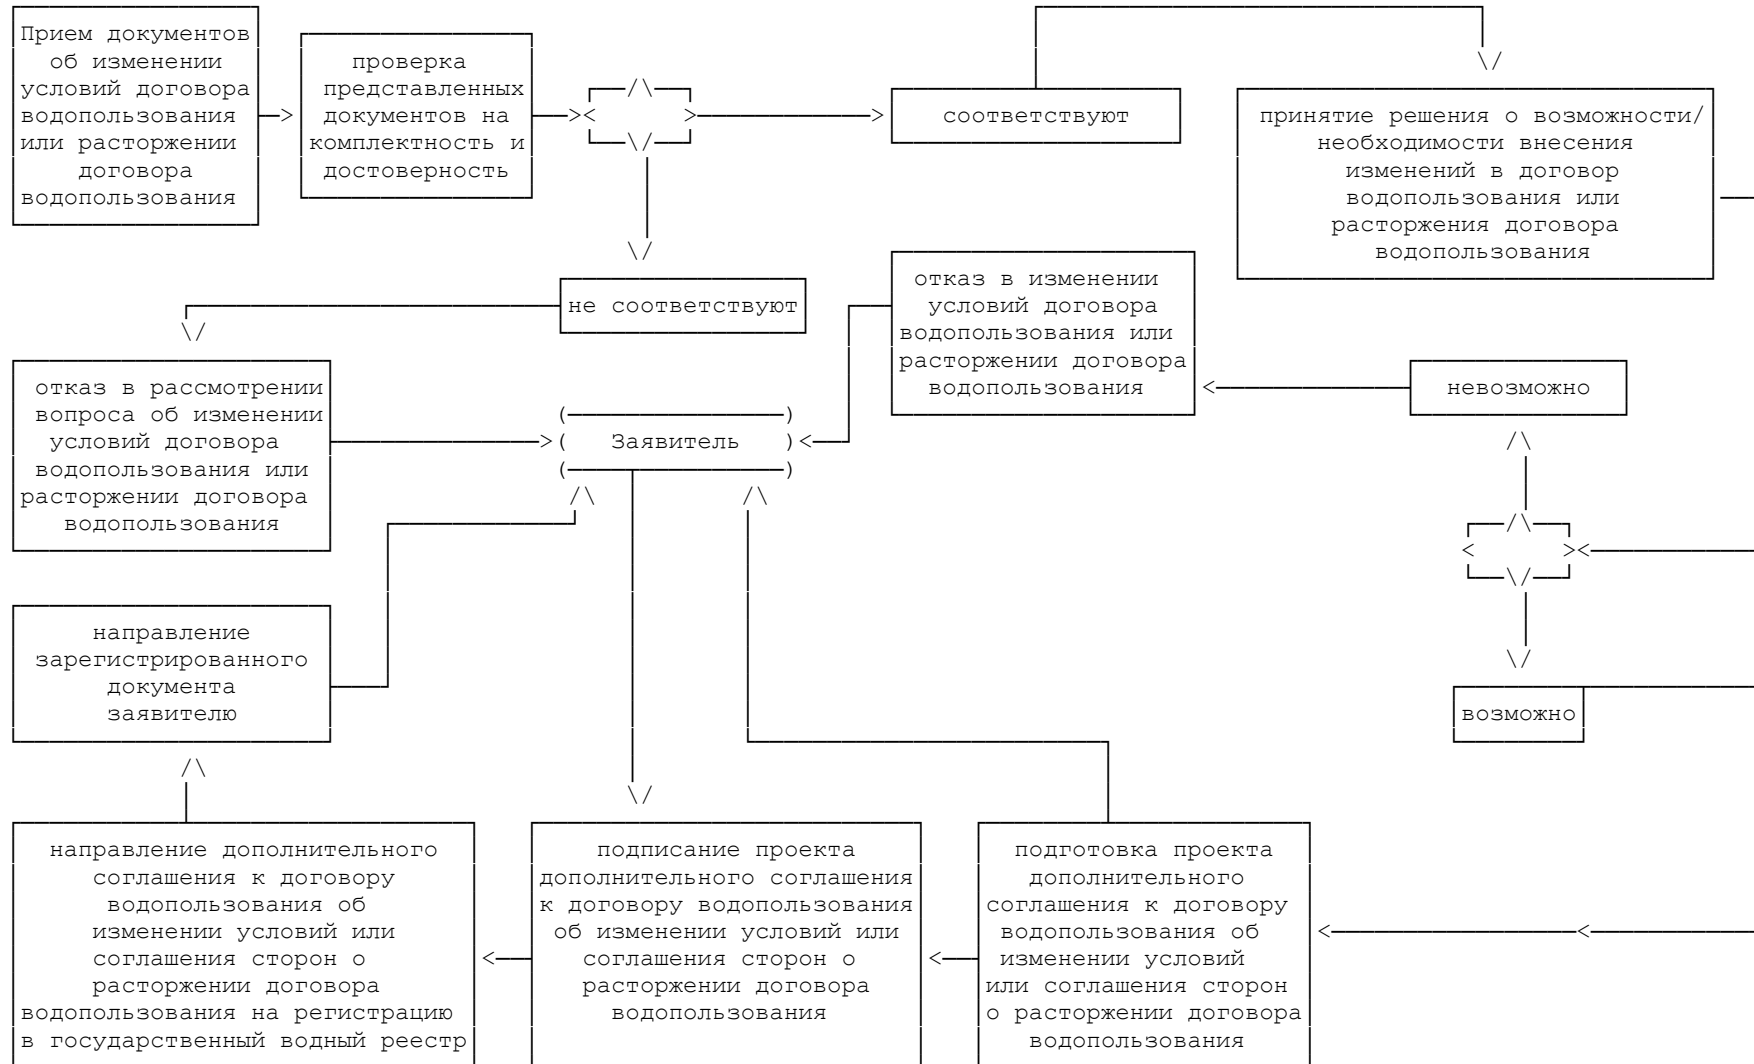 Прием документов
об изменении
условий договора
водопользования
или расторжении
договора
водопользования
проверка
представленных
документов на
комплектность и
достоверность
соответствуют
принятие решения о возможности/
необходимости внесения
изменений в договор
водопользования или
расторжения договора
водопользования
не соответствуют
отказ в изменении
условий договора
водопользования или
расторжении договора
водопользования
невозможно
отказ в рассмотрении
вопроса об изменении
условий договора
водопользования или
расторжении договора
водопользования
Заявитель
направление
зарегистрированного
документа
заявителю
возможно
направление дополнительного
соглашения к договору
водопользования об
изменении условий или
соглашения сторон о
расторжении договора
водопользования на регистрацию
в государственный водный реестр
подписание проекта
дополнительного соглашения
к договору водопользования
об изменении условий или
соглашения сторон о
расторжении договора
водопользования
подготовка проекта
дополнительного
соглашения к договору
водопользования об
изменении условий
или соглашения сторон
о расторжении договора
водопользования